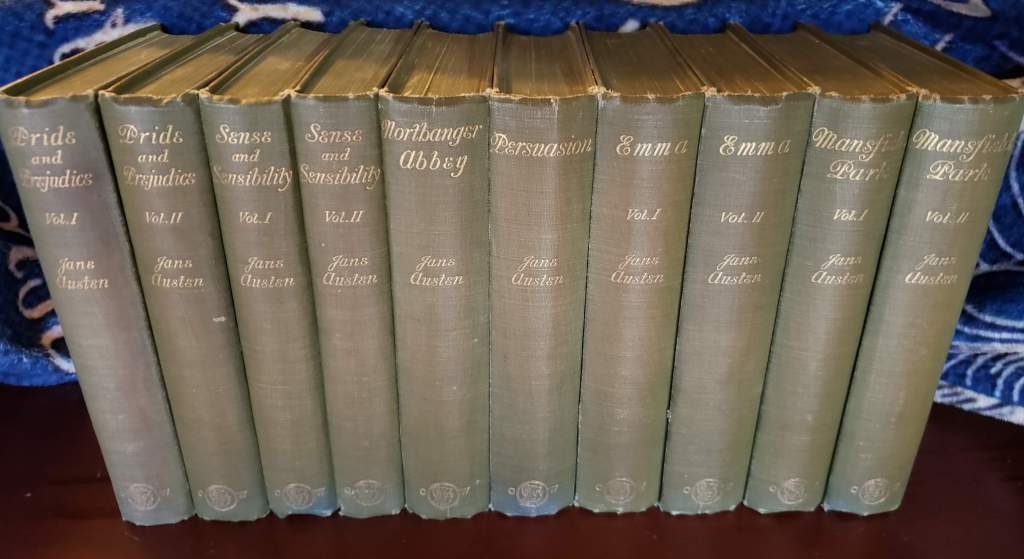 Pride
and
Prejudice
Vol. I
Jane
Austen
Pride
and
Prejudice
Vol. II
Jane
Austen
Sense
and
Sensibility
Vol. I
Jane
Austen
Sense
and
Sensibility
Vol. II
Jane
Austen
Northanger
Abbey
Jane
Austen
Persuasion
Jane
Austen
Emma
Vol. I
Jane
Austen
Emma
Vol. II
Jane
Austen
Mansfield
Park
Vol. I
Jane
Austen
Mansfield
Park
Vol. II
Jane
Austen